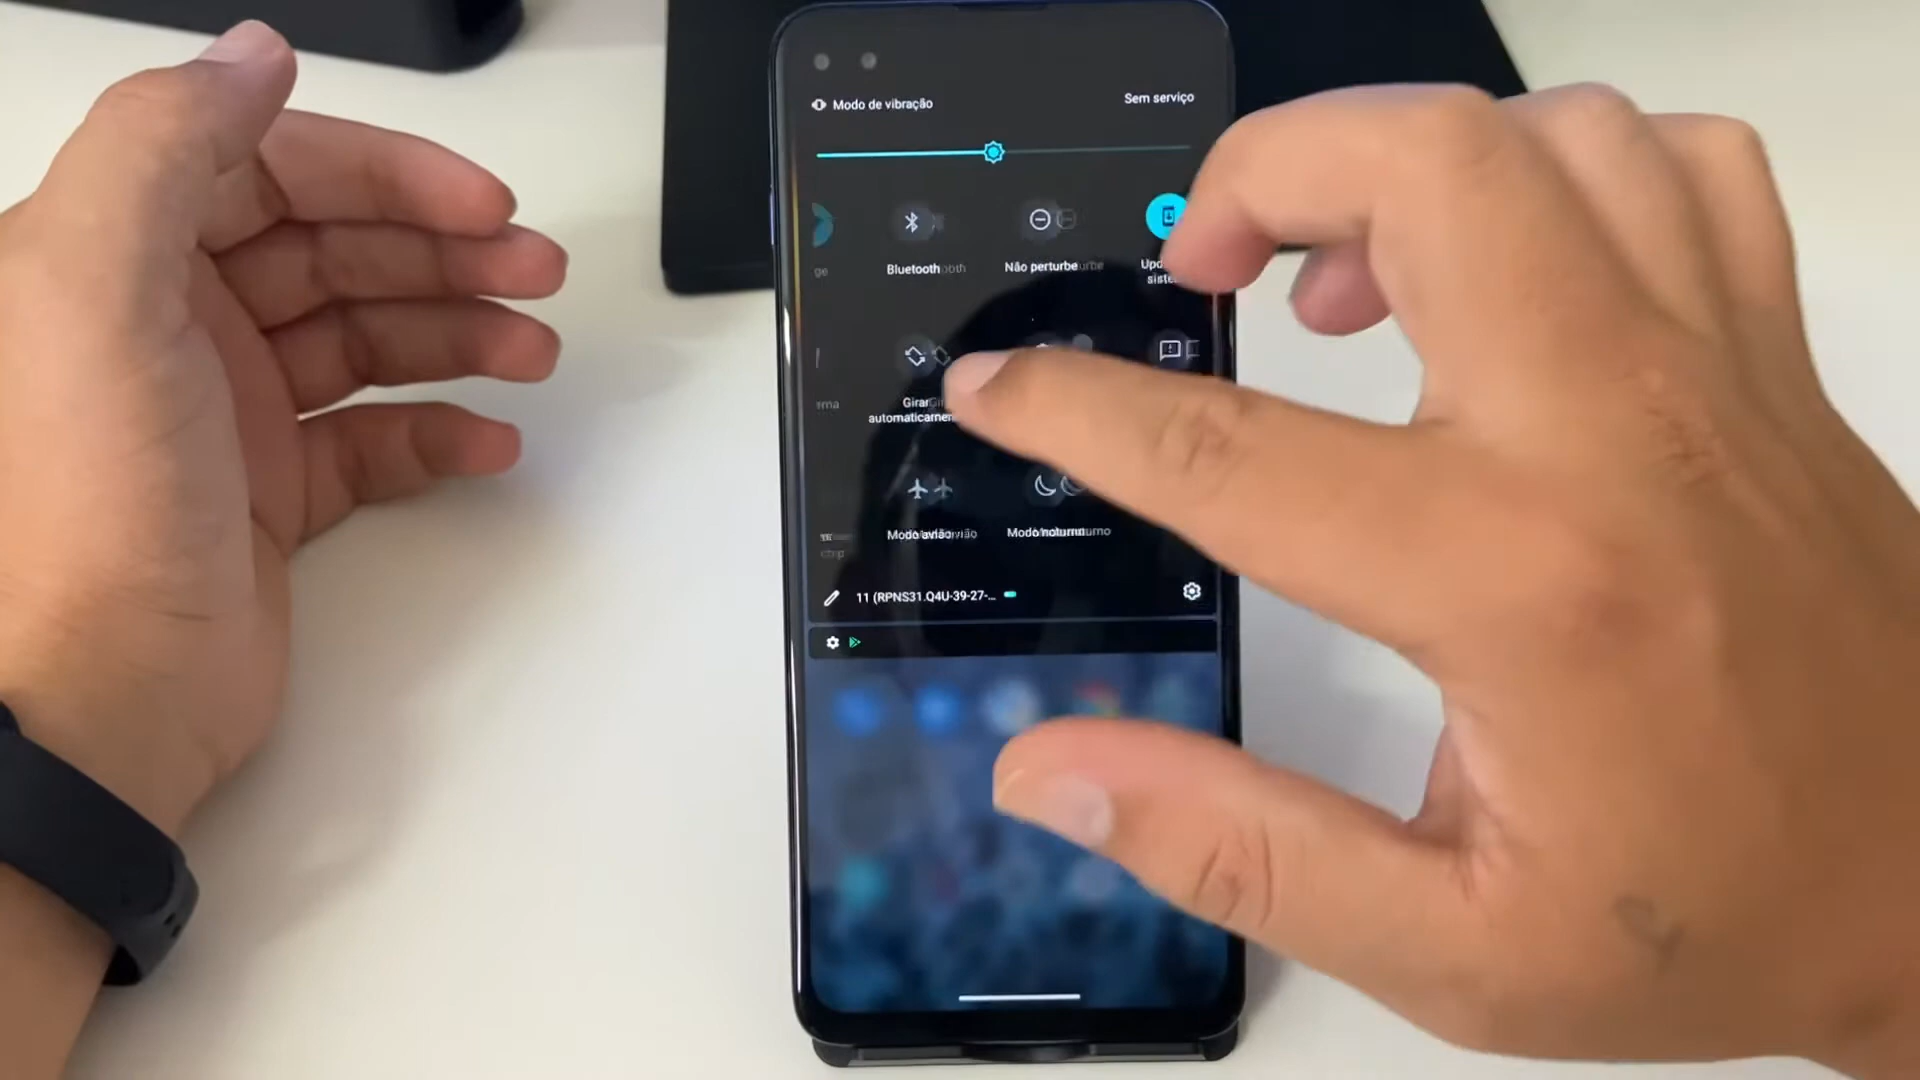 Modo de vibração
Sem serviço
ge
Bluetooth
Não perturbe
Girar
automaticamen
Modo avião
Modo noturno
11 (RPNS31.Q4U-39-27-...